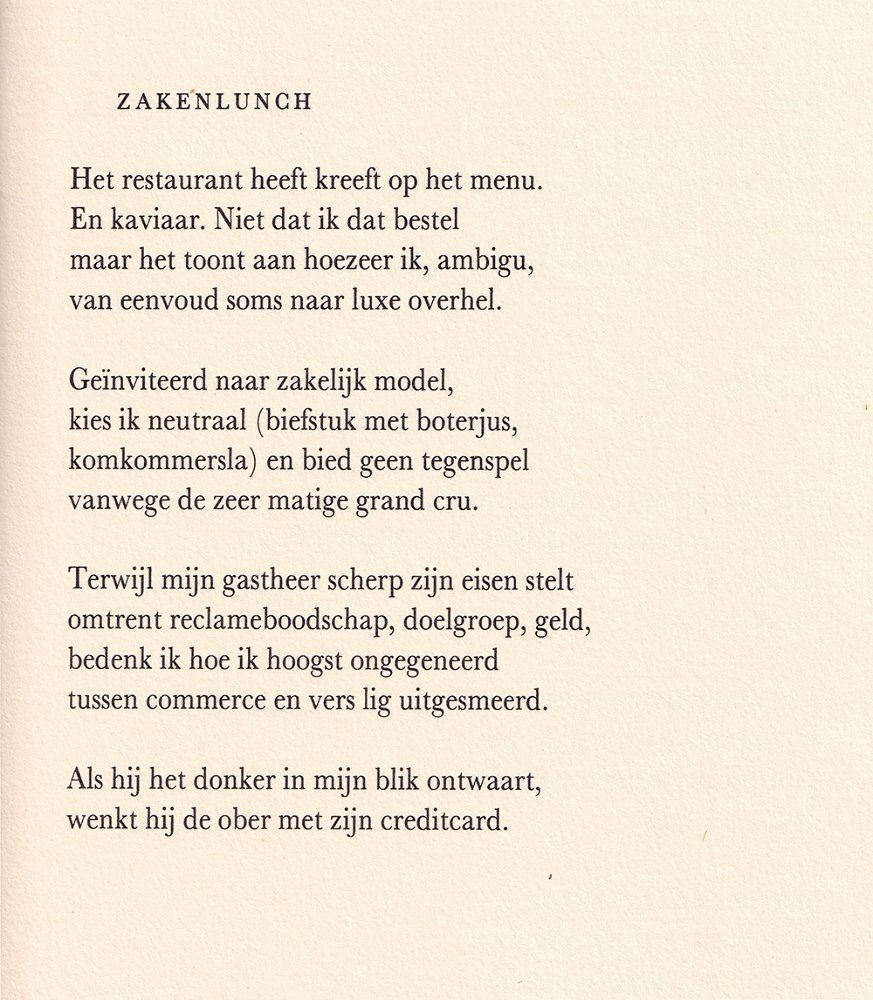 ZAKENLUNCH
Het restaurant heeft kreeft op het menu.
En kaviaar. Niet dat ik dat bestel
maar het toont aan hoezeer ik, ambigu,
van eenvoud soms naar luxe overhel.
Geïnviteerd naar zakelijk model,
kies ik neutraal (biefstuk met boterjus,
komkommersla) en bied geen tegenspel
vanwege de zeer matige grand cru.
Terwijl mijn gastheer scherp zijn eisen stelt
omtrent reclameboodschap, doelgroep, geld,
bedenk ik hoe ik hoogst ongegeneerd
tussen commerce en vers lig uitgesmeerd.
Als hij het donker in mijn blik ontwaart,
wenkt hij de ober met zijn creditcard.